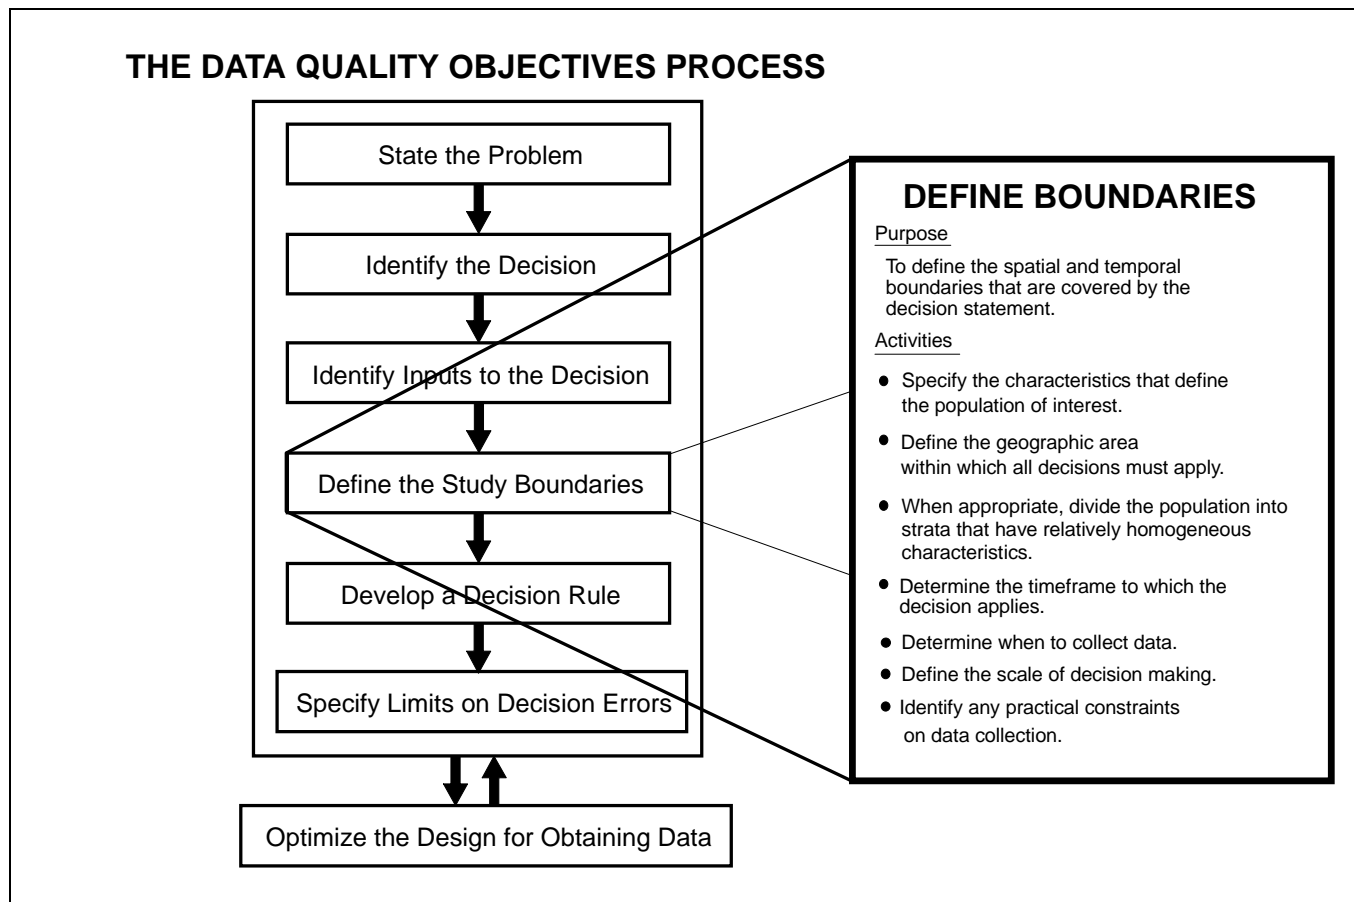 THE DATA QUALITY OBJECTIVES PROCESS
State the Problem
Identify the Decision
Identify Inputs to the Decision
Define the Study Boundaries
Develop a Decision Rule
Specify Limits on Decision Errors
Optimize the Design for Obtaining Data
DEFINE BOUNDARIES
Purpose
To define the spatial and temporal
boundaries that are covered by the
decision statement.
Activities
● Specify the characteristics that define
the population of interest.
● Define the geographic area
within which all decisions must apply.
● When appropriate, divide the population into
strata that have relatively homogeneous
characteristics.
● Determine the timeframe to which the
decision applies.
● Determine when to collect data.
● Define the scale of decision making.
● Identify any practical constraints
on data collection.